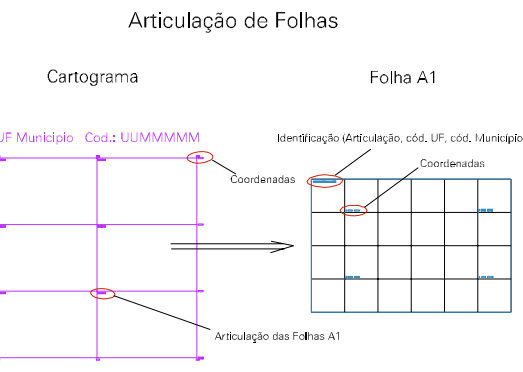 Articulação de Folhas
Cartograma
Folha A1
UF Municipio Cod.: UUMMMMM
Identificação (Articulação, cód. UF, cód. Município
Coordenadas
Coordenadas
Articulação das Folhas A1